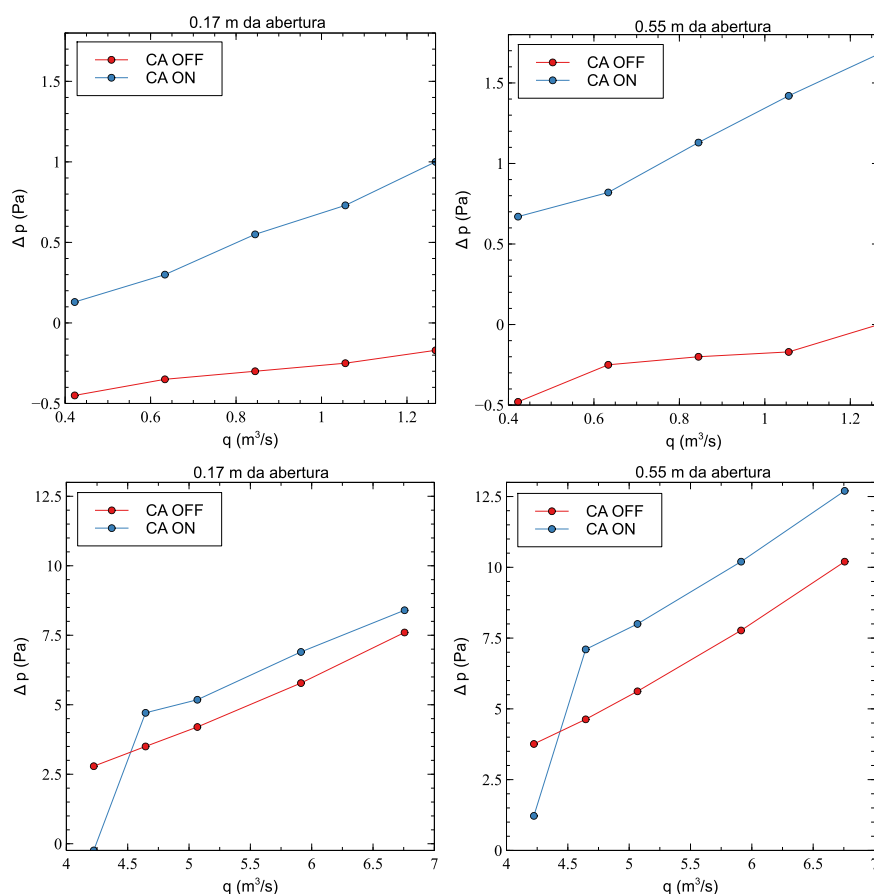 0.17 m da abertura
CA OFF
CA ON
1.5
1
0.5
0
−0.5
Δ p (Pa)
0.4 0.6 0.8 1 1.2
q (m³/s)
0.55 m da abertura
CA OFF
CA ON
1.5
1
0.5
0
−0.5
Δ p (Pa)
0.4 0.6 0.8 1 1.2
q (m³/s)
0.17 m da abertura
CA OFF
CA ON
12.5
10
7.5
5
2.5
0
Δ p (Pa)
4 4.5 5 5.5 6 6.5 7
q (m³/s)
0.55 m da abertura
CA OFF
CA ON
12.5
10
7.5
5
2.5
0
Δ p (Pa)
4 4.5 5 5.5 6 6.5 7
q (m³/s)